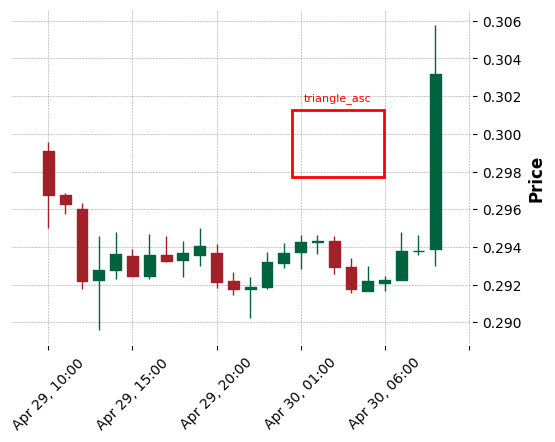 0.306
0.304
triangle_asc
0.302
0.300
0.298
Price
0.296
0.294
0.292
0.290
Apr 29, 10:00
Apr 29, 15:00
Apr 29, 20:00
Apr 30, 01:00
Apr 30, 06:00